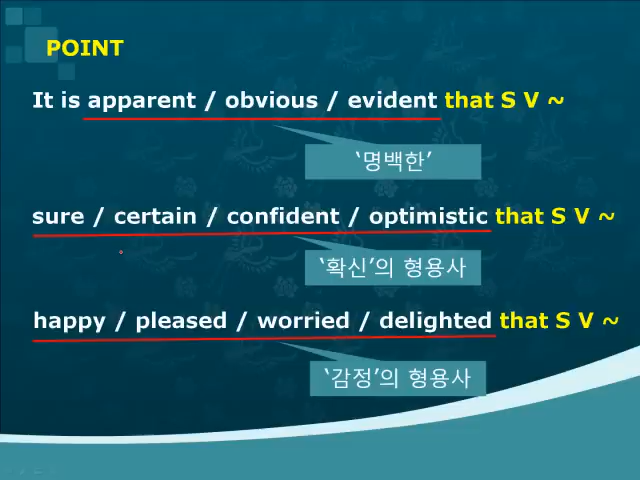 POINT
It is apparent / obvious / evident that S V ~
‘명백한’
sure / certain / confident / optimistic that S V ~
‘확신’의 형용사
happy / pleased / worried / delighted that S V ~
‘감정’의 형용사